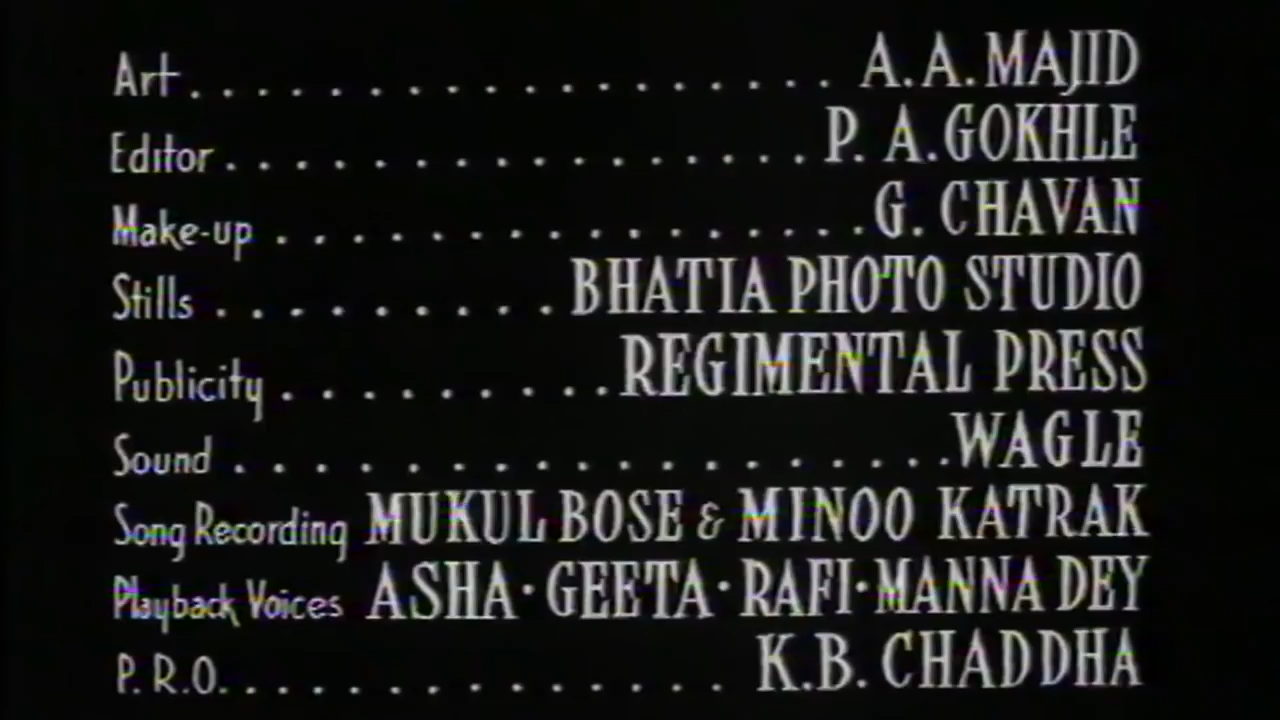 Art . . . . . . . . . . . . . . . . . . A. A. MAJID
Editor . . . . . . . . . . . . . . . . . P. A. GOKHLE
Make-up . . . . . . . . . . . . . . . . G. CHAVAN
Stills . . . . . . . . . . BHATIA PHOTO STUDIO
Publicity . . . . . . . . . REGIMENTAL PRESS
Sound . . . . . . . . . . . . . . . . . . WAGLE
Song Recording MUKUL BOSE & MINOO KATRAK
Playback Voices ASHA · GEETA · RAFI · MANNA DEY
P. R. O. . . . . . . . . . . . . . . K. B. CHADDHA